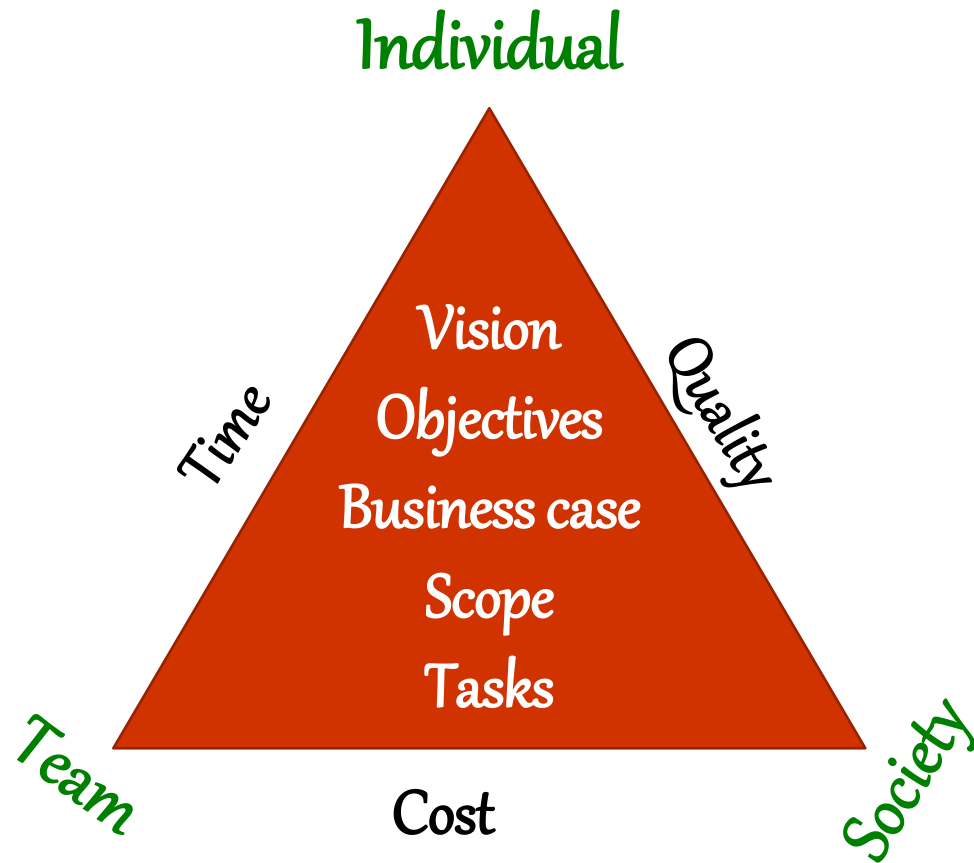 Individual
Vision
Objectives
Business case
Scope
Tasks
Time
Quality
Team
Cost
Society